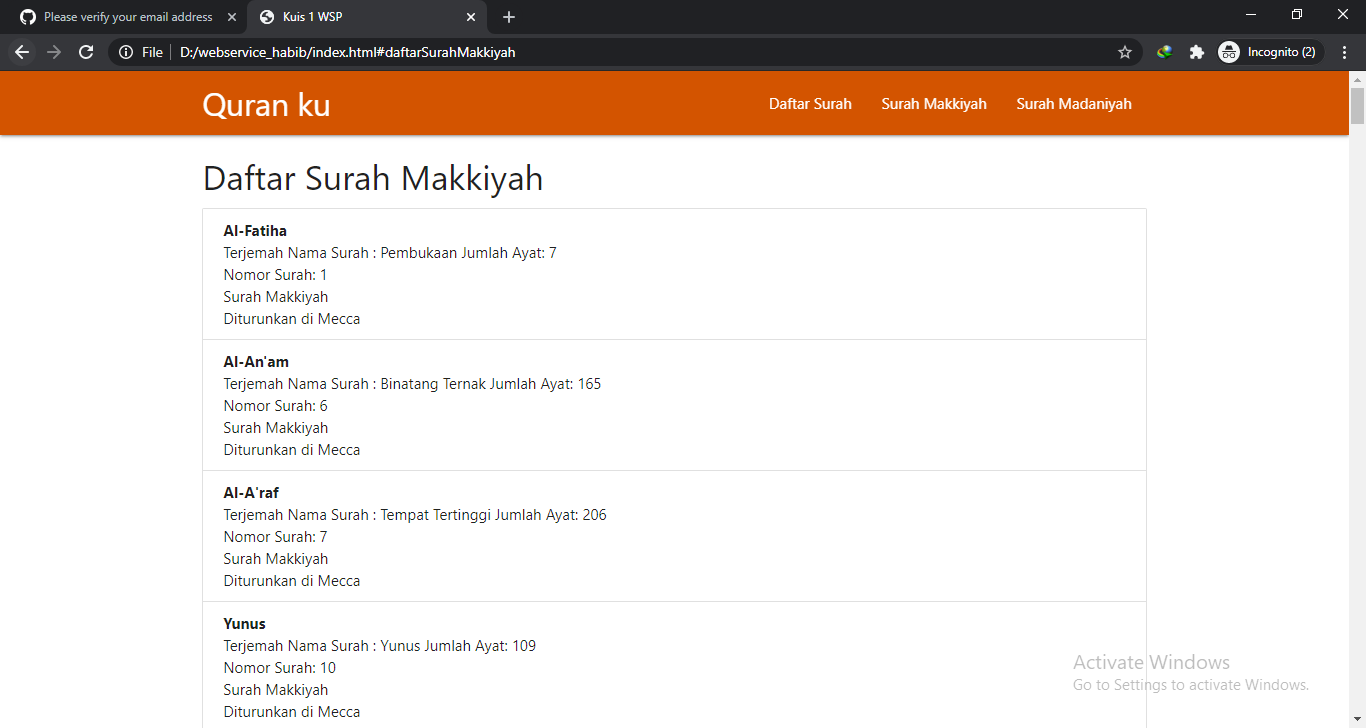 Please verify your email address
Kuis 1 WSP
File
D:/webservice_habib/index.html#daftarSurahMakkiyah
Incognito (2)
Quran ku
Daftar Surah
Surah Makkiyah
Surah Madaniyah
Daftar Surah Makkiyah
Al-Fatiha
Terjemah Nama Surah : Pembukaan Jumlah Ayat: 7
Nomor Surah: 1
Surah Makkiyah
Diturunkan di Mecca
Al-An'am
Terjemah Nama Surah : Binatang Ternak Jumlah Ayat: 165
Nomor Surah: 6
Surah Makkiyah
Diturunkan di Mecca
Al-A'raf
Terjemah Nama Surah : Tempat Tertinggi Jumlah Ayat: 206
Nomor Surah: 7
Surah Makkiyah
Diturunkan di Mecca
Yunus
Terjemah Nama Surah : Yunus Jumlah Ayat: 109
Nomor Surah: 10
Surah Makkiyah
Diturunkan di Mecca
Activate Windows
Go to Settings to activate Windows.